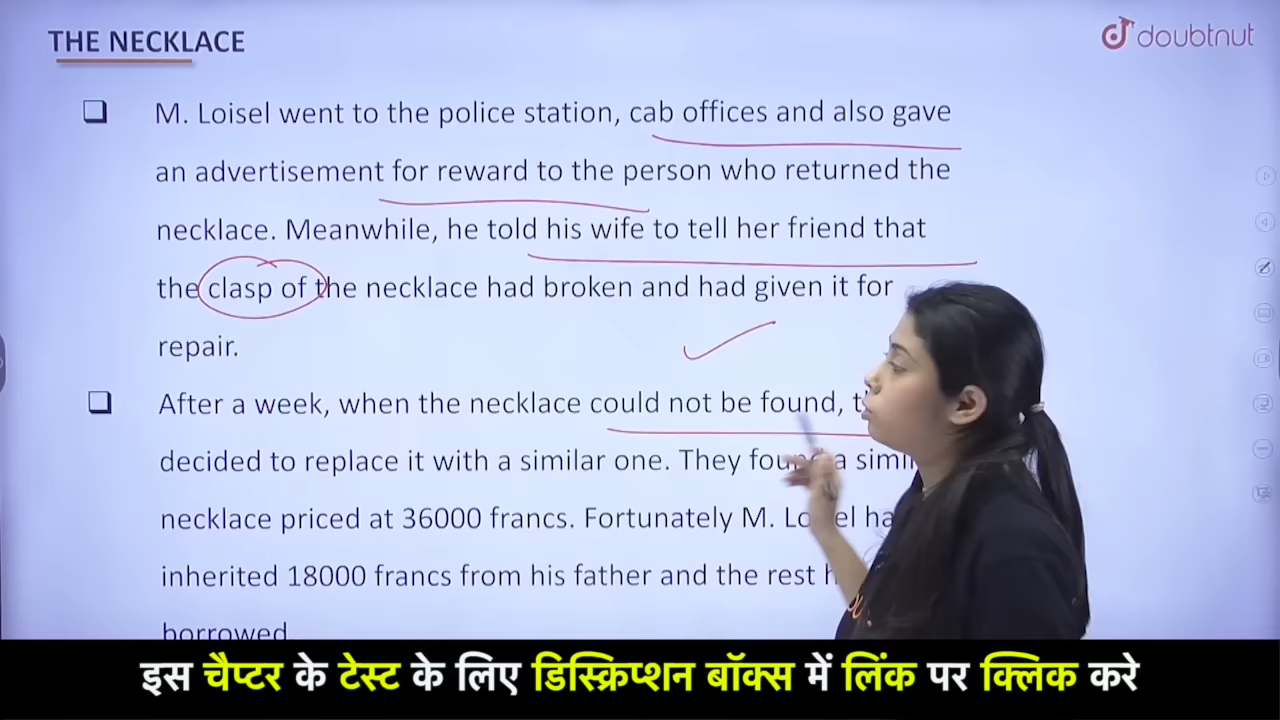 THE NECKLACE
doubtnut
M. Loisel went to the police station, cab offices and also gave
an advertisement for reward to the person who returned the
necklace. Meanwhile, he told his wife to tell her friend that
the clasp of the necklace had broken and had given it for
repair.
After a week, when the necklace could not be found,
decided to replace it with a similar one. They found a
necklace priced at 36000 francs. Fortunately M.
inherited 18000 francs from his father and the rest
borrowed
इस चैप्टर के टेस्ट के लिए डिस्क्रिप्शन बॉक्स में लिंक पर क्लिक करे